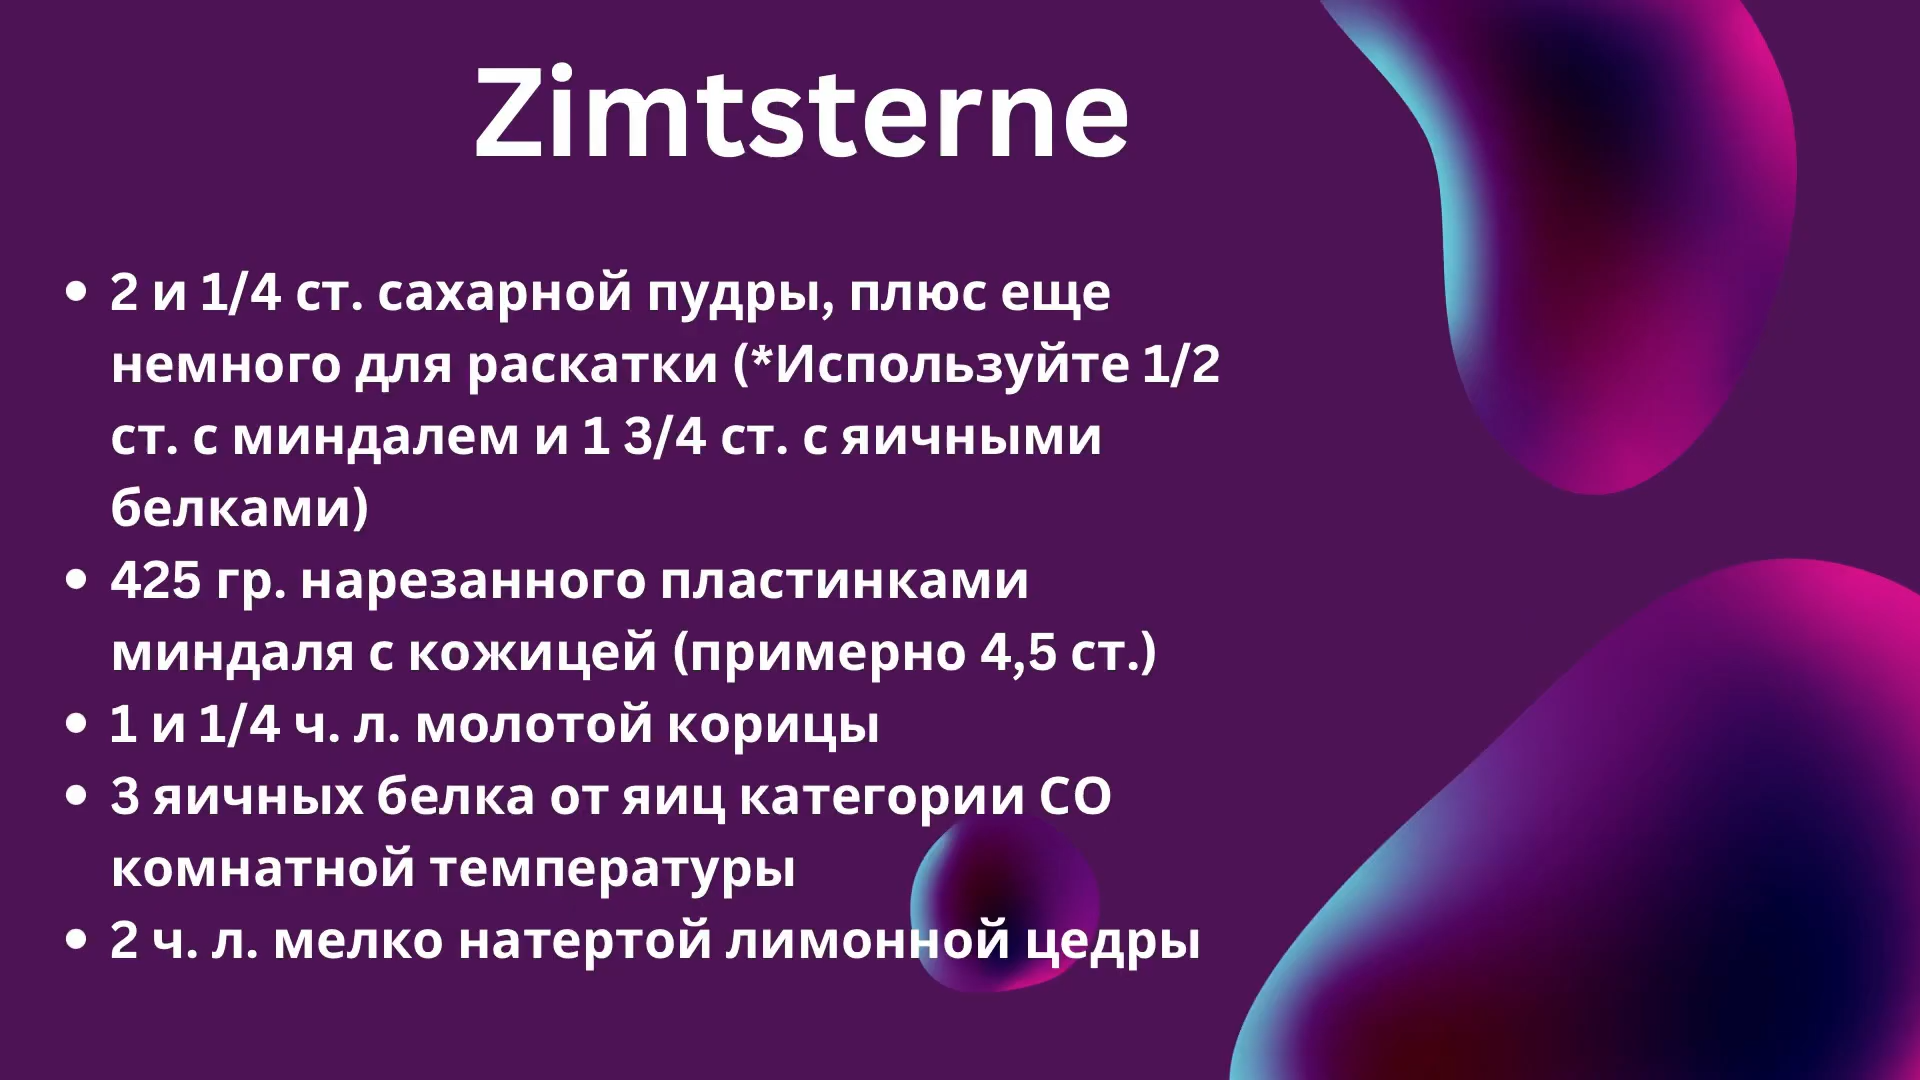 Zimtsterne
• 2 и 1/4 ст. сахарной пудры, плюс еще
немного для раскатки (*Используйте 1/2
ст. с миндалем и 1 3/4 ст. с яичными
белками)
• 425 гр. нарезанного пластинками
миндаля с кожицей (примерно 4,5 ст.)
• 1 и 1/4 ч. л. молотой корицы
• 3 яичных белка от яиц категории СО
комнатной температуры
• 2 ч. л. мелко натертой лимонной цедры